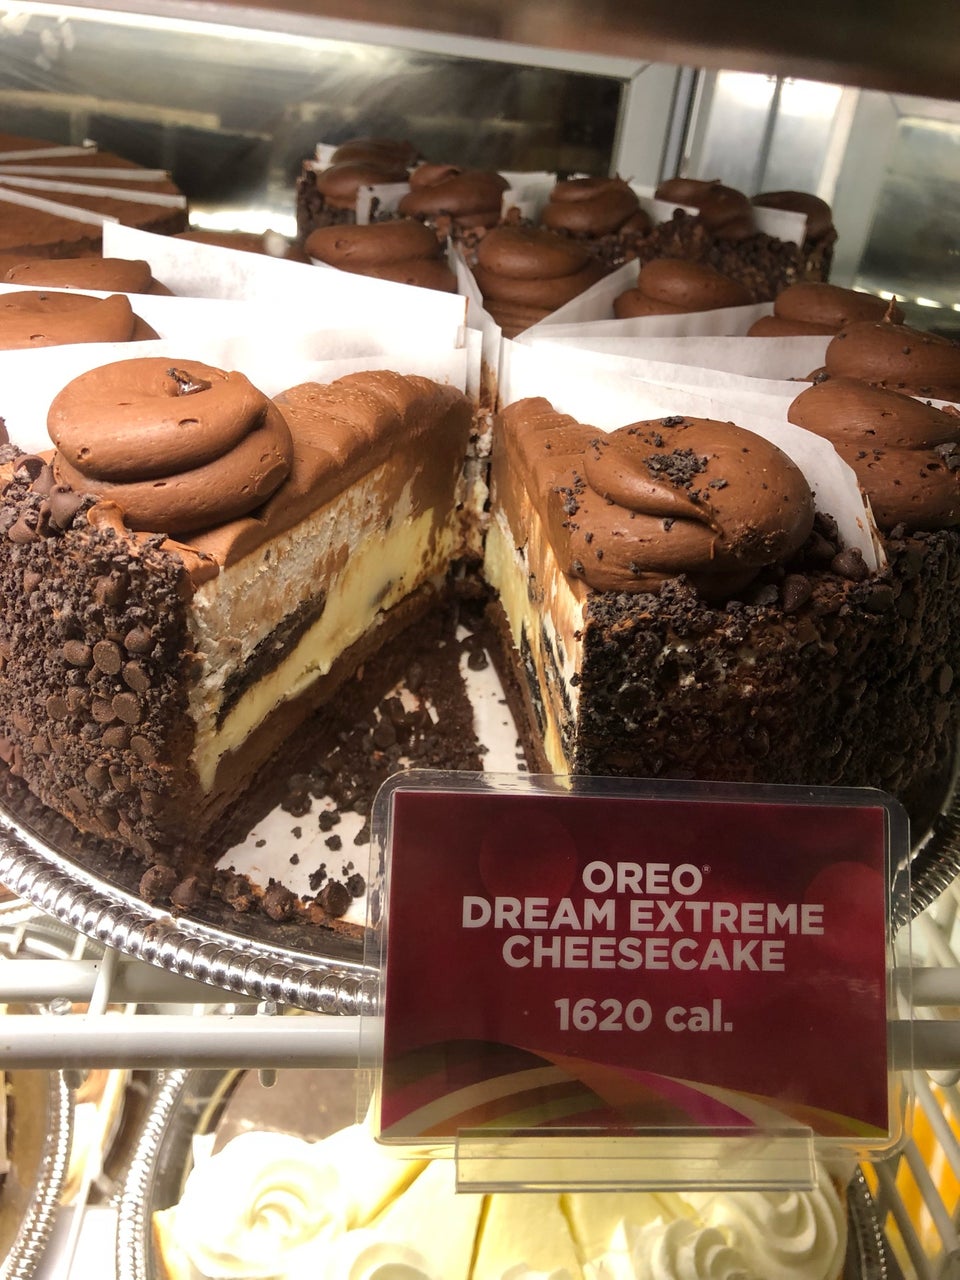 OREO®
DREAM EXTREME
CHEESECAKE
1620 cal.